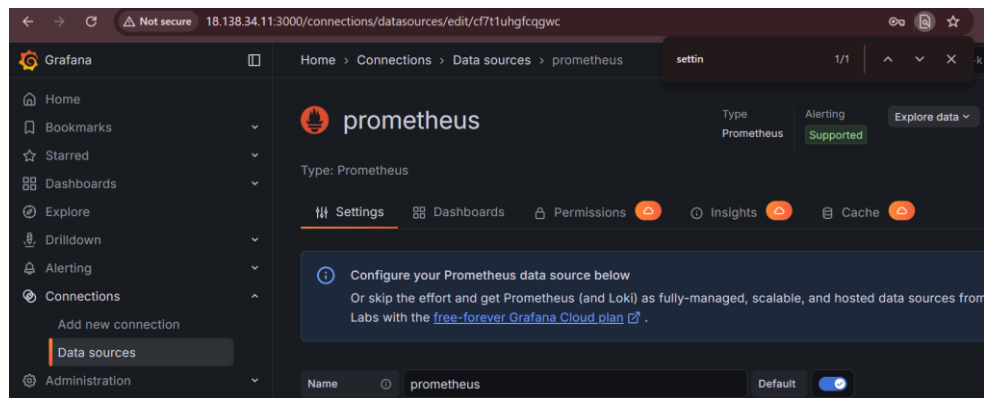 Not secure 18.138.34.11:3000/connections/datasources/edit/cf7t1uhgfcqgwc
settin 1/1
Grafana
Home › Connections › Data sources › prometheus
Home
Bookmarks
Starred
Dashboards
Explore
Drilldown
Alerting
Connections
Add new connection
Data sources
Administration
prometheus
Type
Prometheus
Alerting
Supported
Explore data
Type: Prometheus
Settings Dashboards Permissions Insights Cache
Configure your Prometheus data source below
Or skip the effort and get Prometheus (and Loki) as fully-managed, scalable, and hosted data sources from
Labs with the free-forever Grafana Cloud plan .
Name prometheus Default